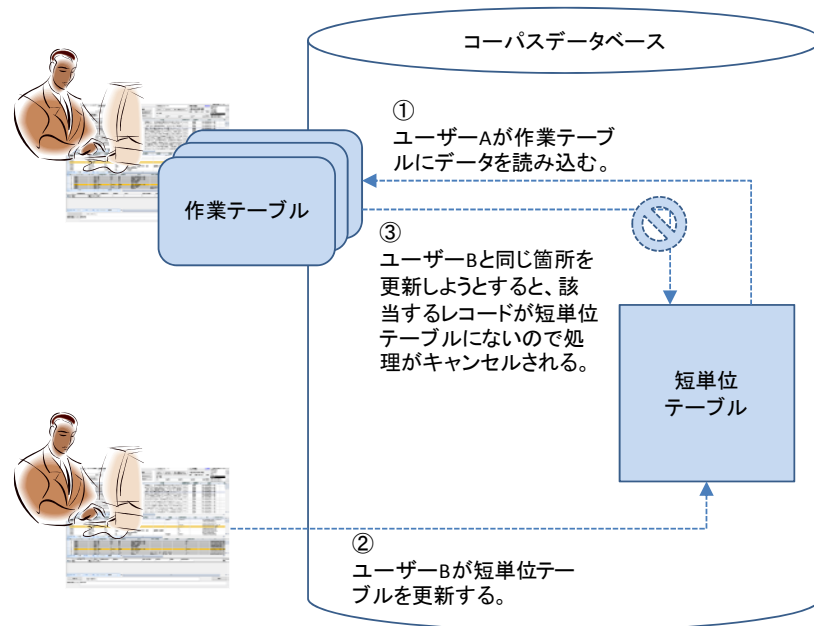 コーパスデータベース
①
ユーザーAが作業テーブ
ルにデータを読み込む。
作業テーブル
③
ユーザーBと同じ箇所を
更新しようとすると、該
当するレコードが短単位
テーブルにないので処
理がキャンセルされる。
短単位
テーブル
②
ユーザーBが短単位テー
ブルを更新する。